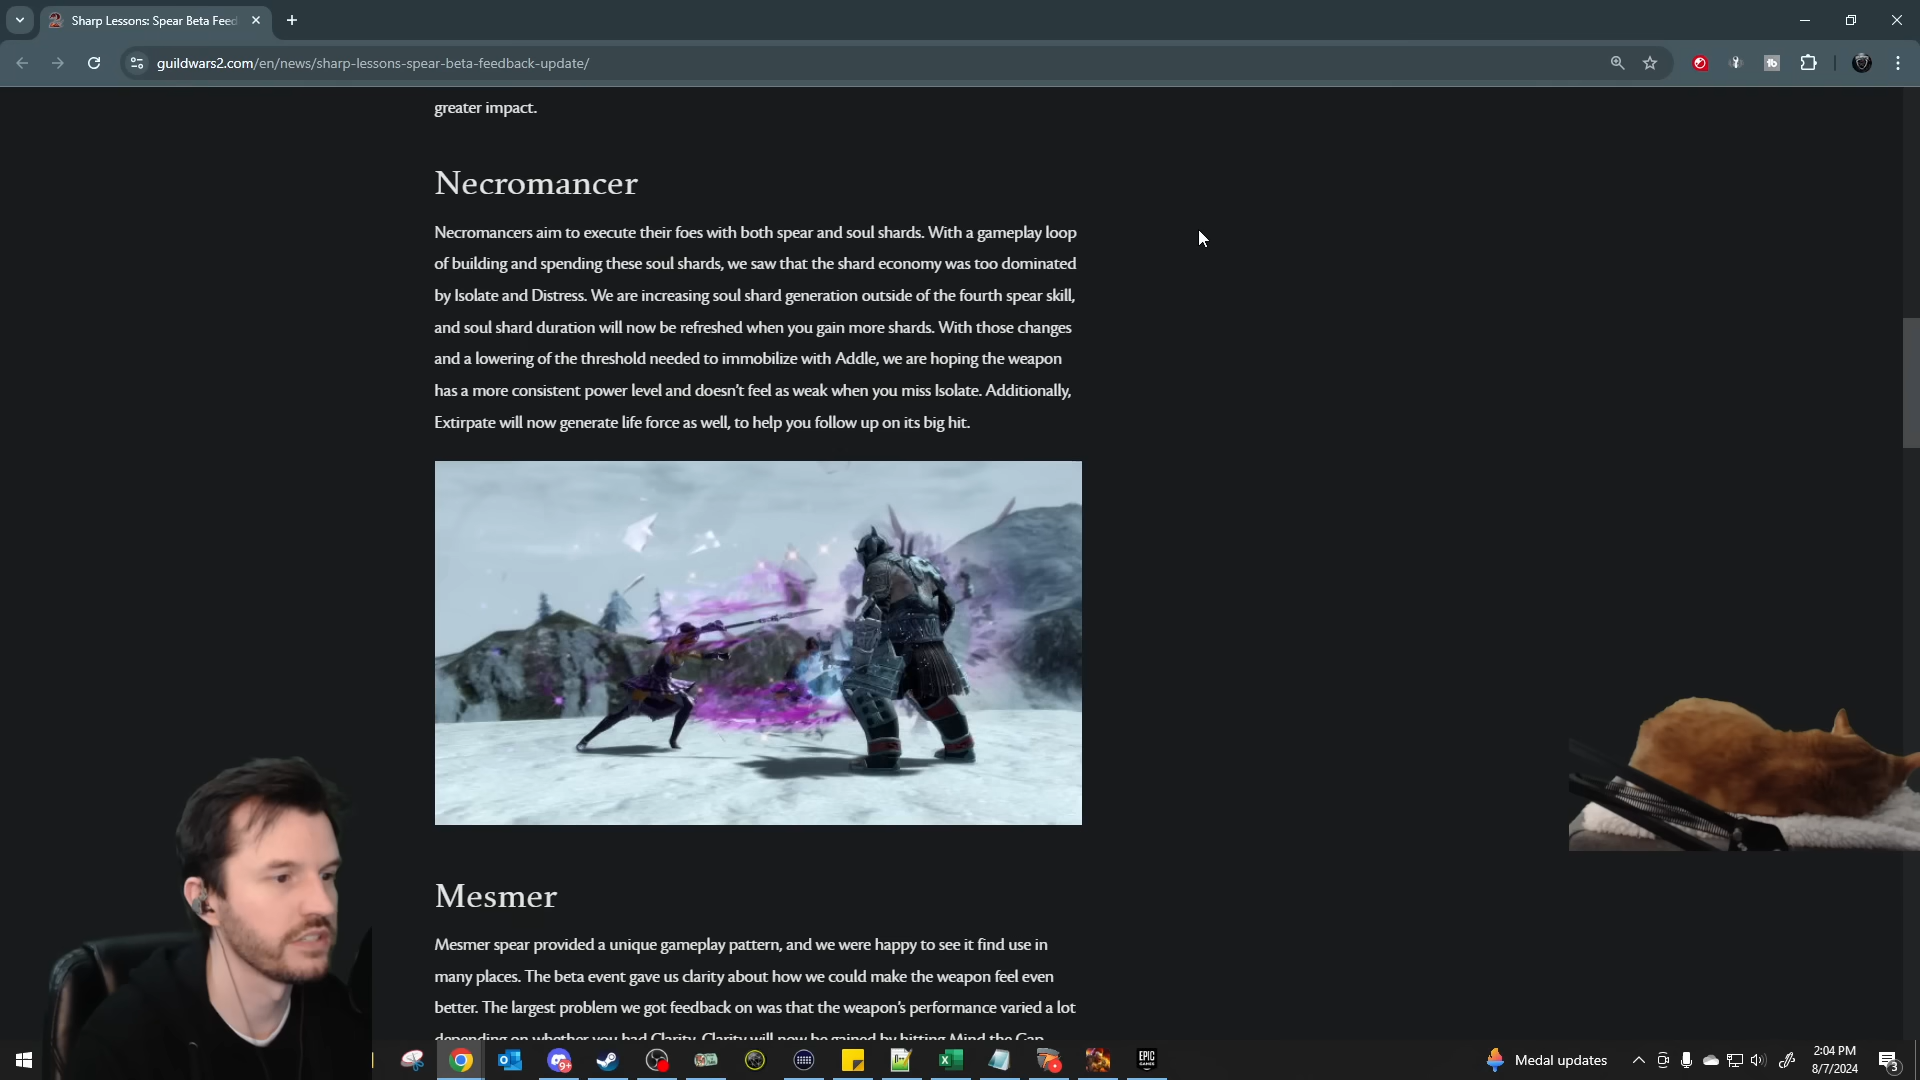 Sharp Lessons: Spear Beta Feed
guildwars2.com/en/news/sharp-lessons-spear-beta-feedback-update/
greater impact.
Necromancer
Necromancers aim to execute their foes with both spear and soul shards. With a gameplay loop
of building and spending these soul shards, we saw that the shard economy was too dominated
by Isolate and Distress. We are increasing soul shard generation outside of the fourth spear skill,
and soul shard duration will now be refreshed when you gain more shards. With those changes
and a lowering of the threshold needed to immobilize with Addle, we are hoping the weapon
has a more consistent power level and doesn't feel as weak when you miss Isolate. Additionally,
Extirpate will now generate life force as well, to help you follow up on its big hit.
Mesmer
Mesmer spear provided a unique gameplay pattern, and we were happy to see it find use in
many places. The beta event gave us clarity about how we could make the weapon feel even
better. The largest problem we got feedback on was that the weapon's performance varied a lot
depending on whether you had Clarity. Clarity will now be gained by hitting Mind the Gap
9+
EPIC
GAMES
Medal updates
2:04 PM
8/7/2024
3